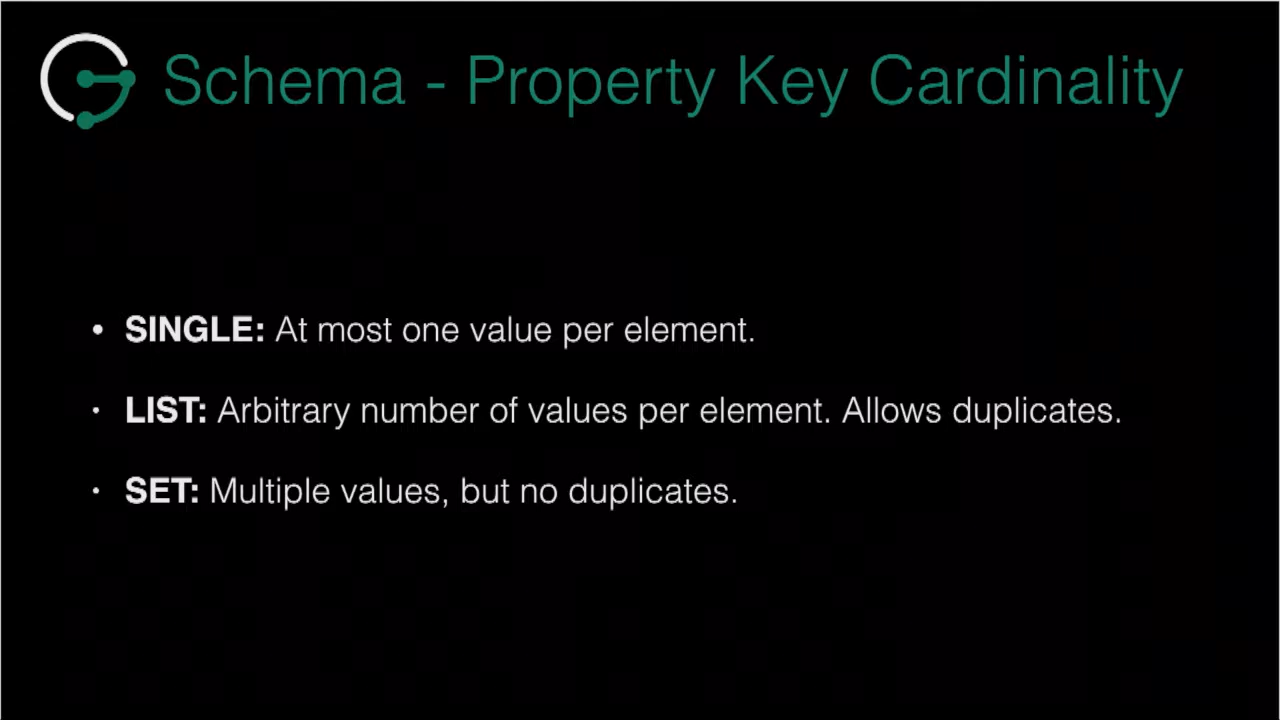 Schema - Property Key Cardinality
• SINGLE: At most one value per element.
• LIST: Arbitrary number of values per element. Allows duplicates.
• SET: Multiple values, but no duplicates.